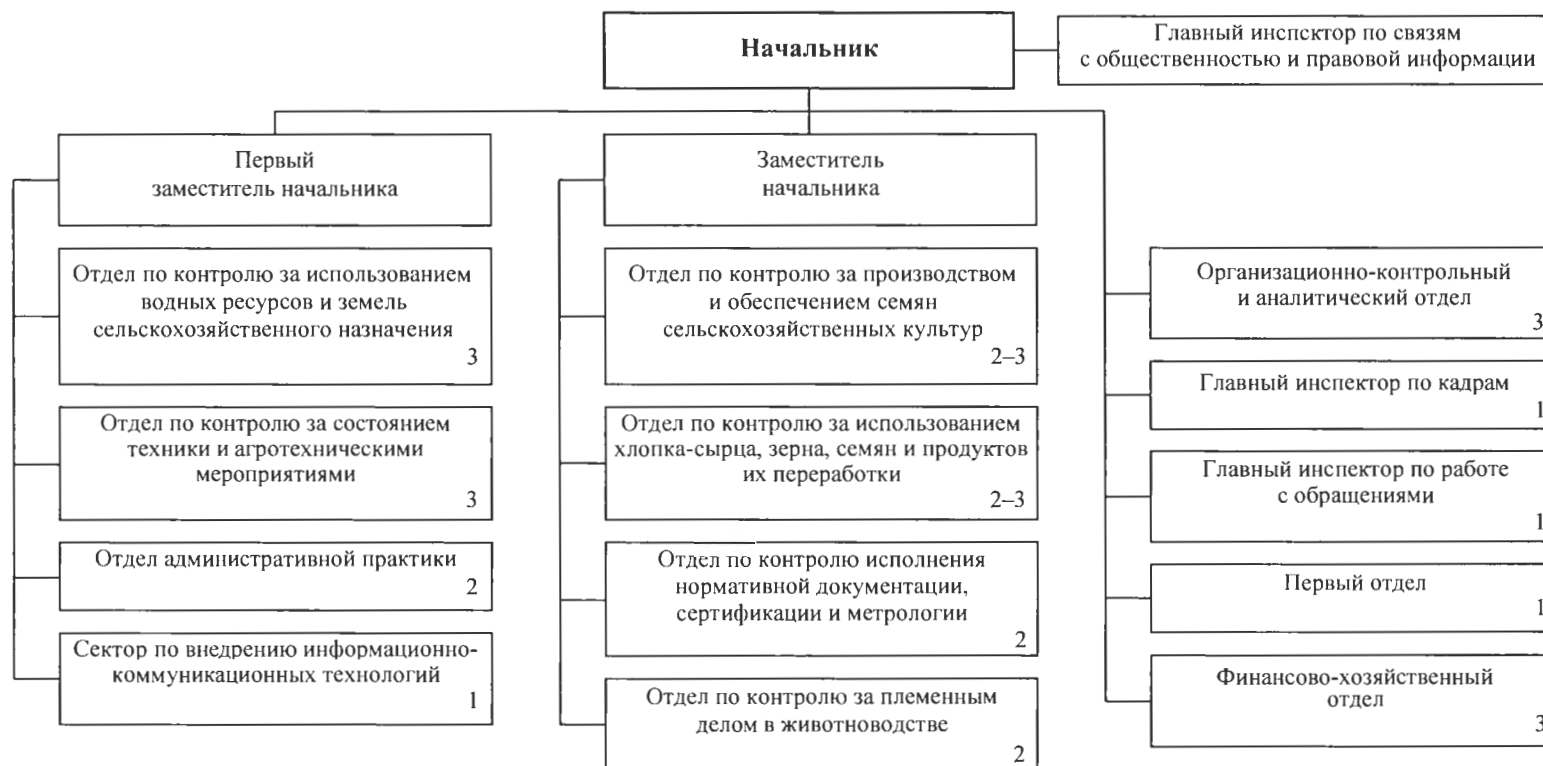 Начальник
Главный инспектор по связям
с общественностью и правовой информации
Первый
заместитель начальника
Отдел по контролю за использованием
водных ресурсов и земель
сельскохозяйственного назначения
3
Отдел по контролю за состоянием
техники и агротехническими
мероприятиями
3
Отдел административной практики
2
Сектор по внедрению информационно-
коммуникационных технологий
1
Заместитель
начальника
Отдел по контролю за производством
и обеспечением семян
сельскохозяйственных культур
2–3
Отдел по контролю за использованием
хлопка-сырца, зерна, семян и продуктов
их переработки
2–3
Отдел по контролю исполнения
нормативной документации,
сертификации и метрологии
2
Отдел по контролю за племенным
делом в животноводстве
2
Организационно-контрольный
и аналитический отдел
3
Главный инспектор по кадрам
1
Главный инспектор по работе
с обращениями
1
Первый отдел
1
Финансово-хозяйственный
отдел
3